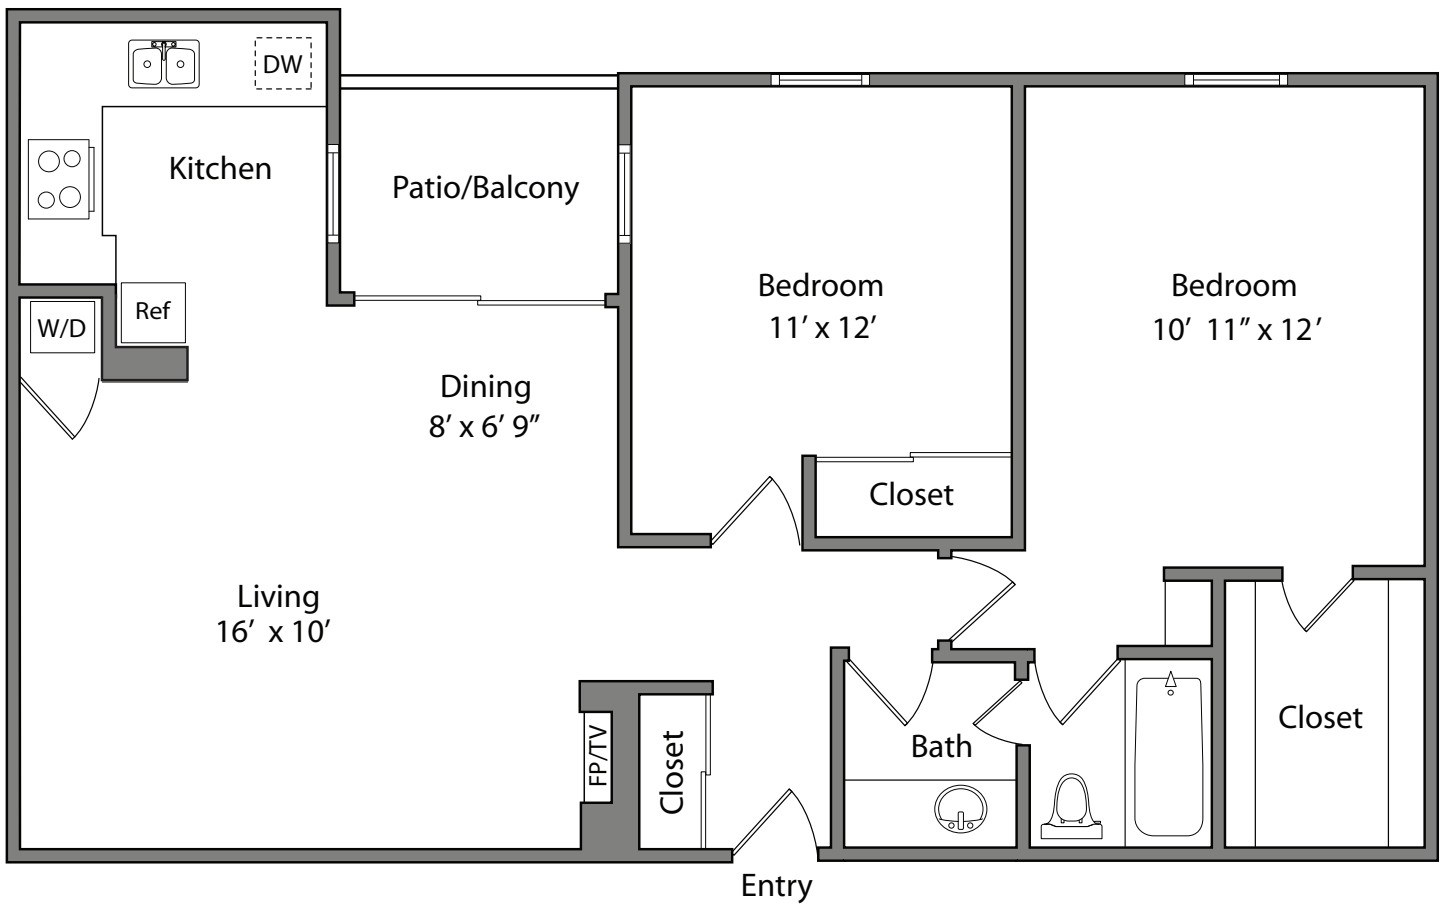 DW
Kitchen
Patio/Balcony
Ref
W/D
Bedroom
11’ x 12’
Bedroom
10’ 11” x 12’
Dining
8’ x 6’ 9”
Closet
Living
16’ x 10’
FP/TV
Closet
Bath
Closet
Entry